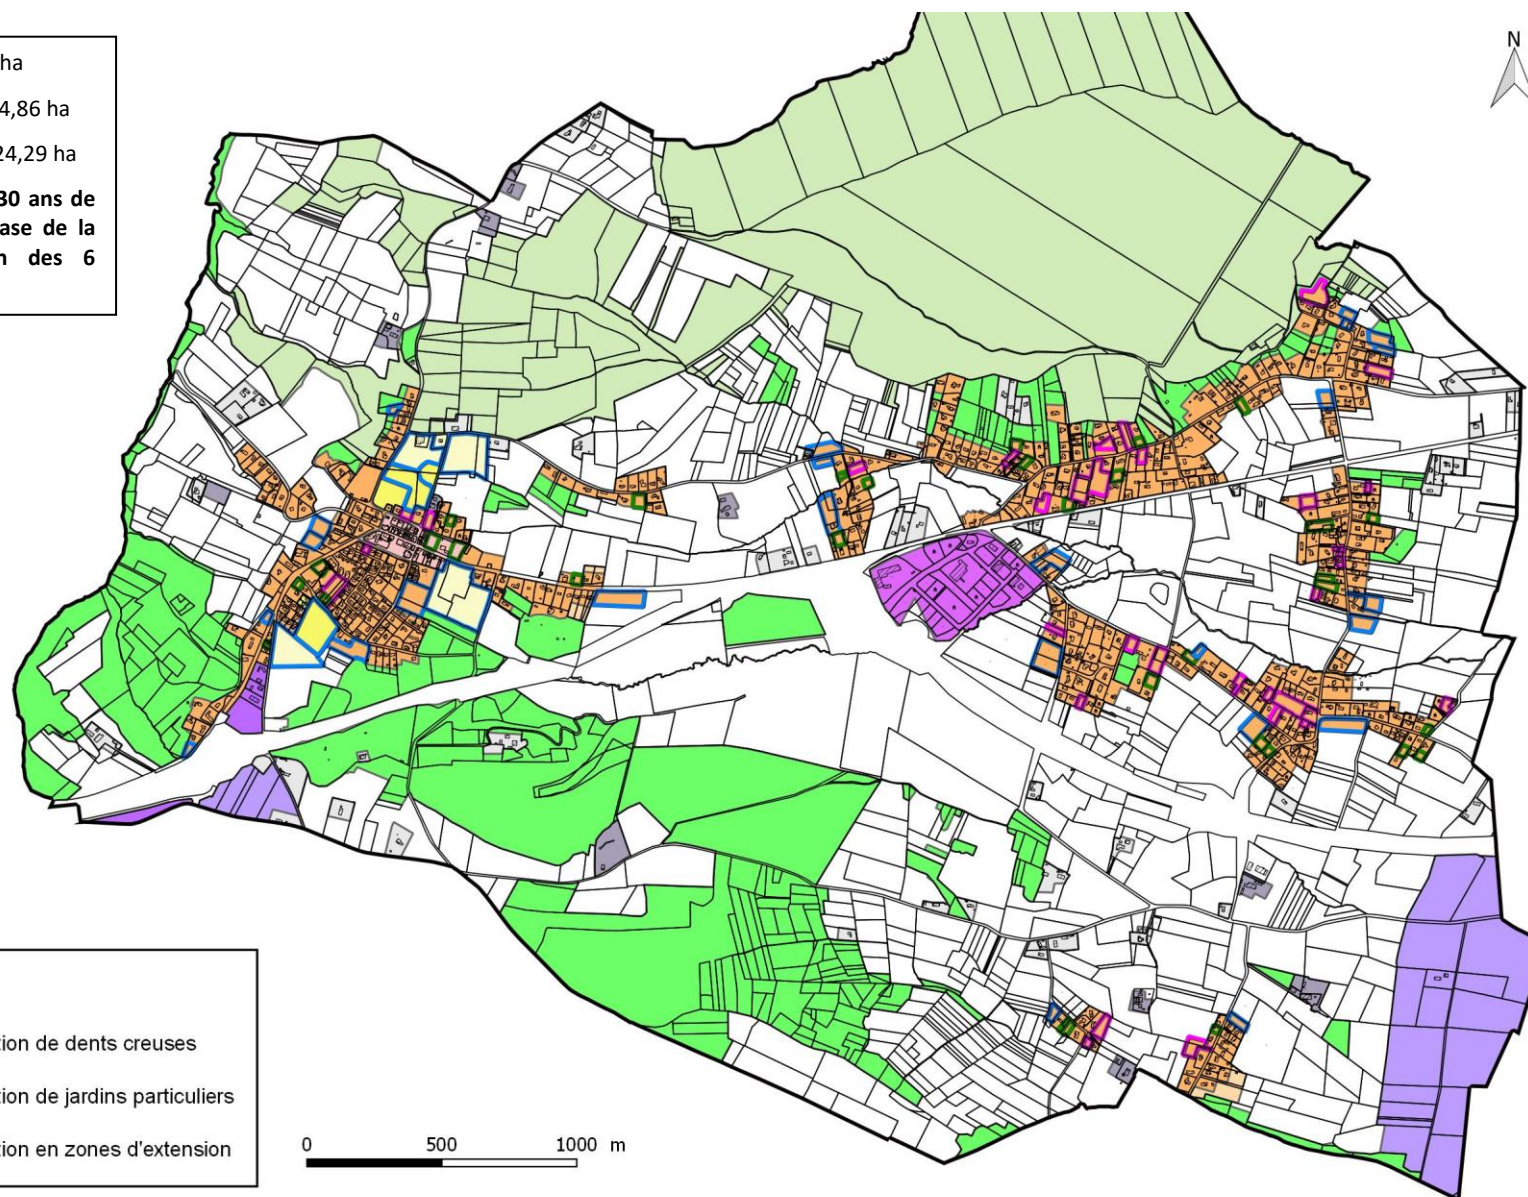 ha
4,86 ha
24,29 ha
30 ans de
ase de la
n des 6
N
tion de dents creuses
tion de jardins particuliers
tion en zones d'extension
0 500 1000 m